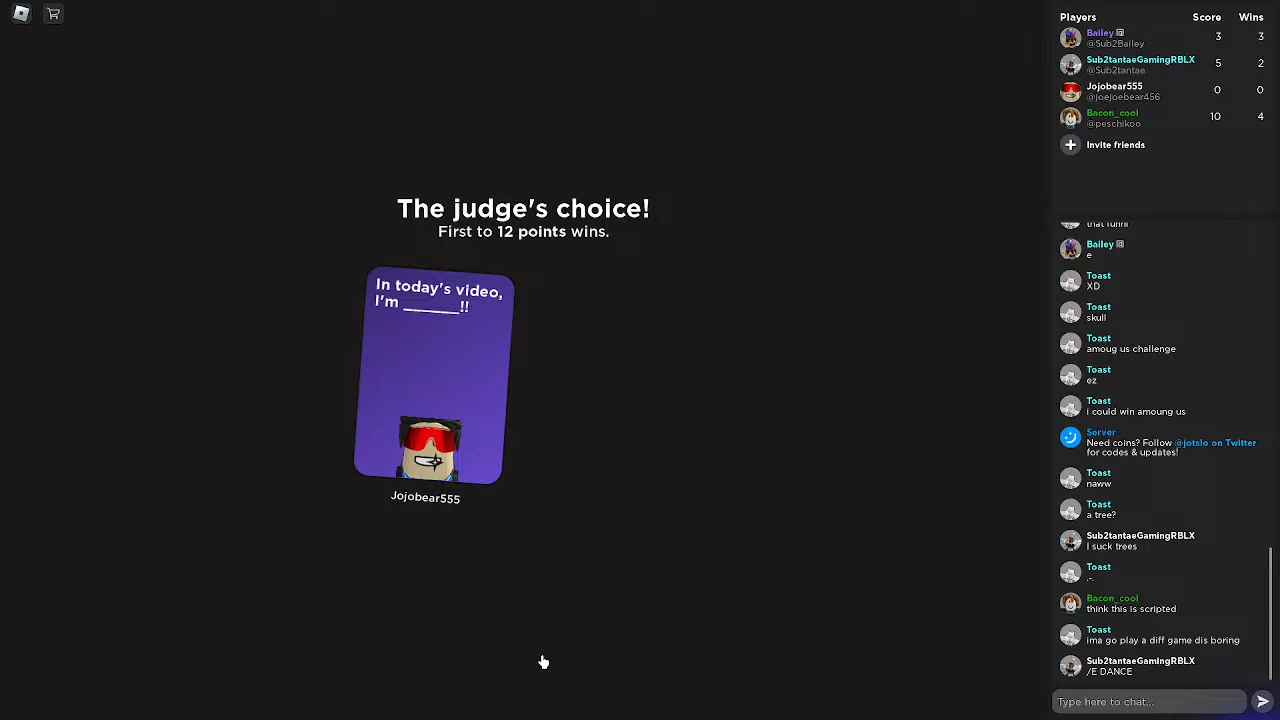 The judge's choice!
First to 12 points wins.
In today's video,
I'm ______!!
Jojobear555
Players Score Wins
Bailey 3 3
@Sub2Bailey
Sub2tantaeGamingRBLX 5 2
@Sub2tantae
Jojobear555 0 0
@joejoebear456
Bacon_cool 10 4
@peschikoo
Invite friends
that funni
Bailey
e
Toast
XD
Toast
skull
Toast
amoug us challenge
Toast
ez
Toast
i could win amoung us
Server
Need coins? Follow @jotslo on Twitter
for codes & updates!
Toast
naww
Toast
a tree?
Sub2tantaeGamingRBLX
I suck trees
Toast
.-.
Bacon_cool
think this is scripted
Toast
ima go play a diff game dis boring
Sub2tantaeGamingRBLX
/E DANCE
Type here to chat...